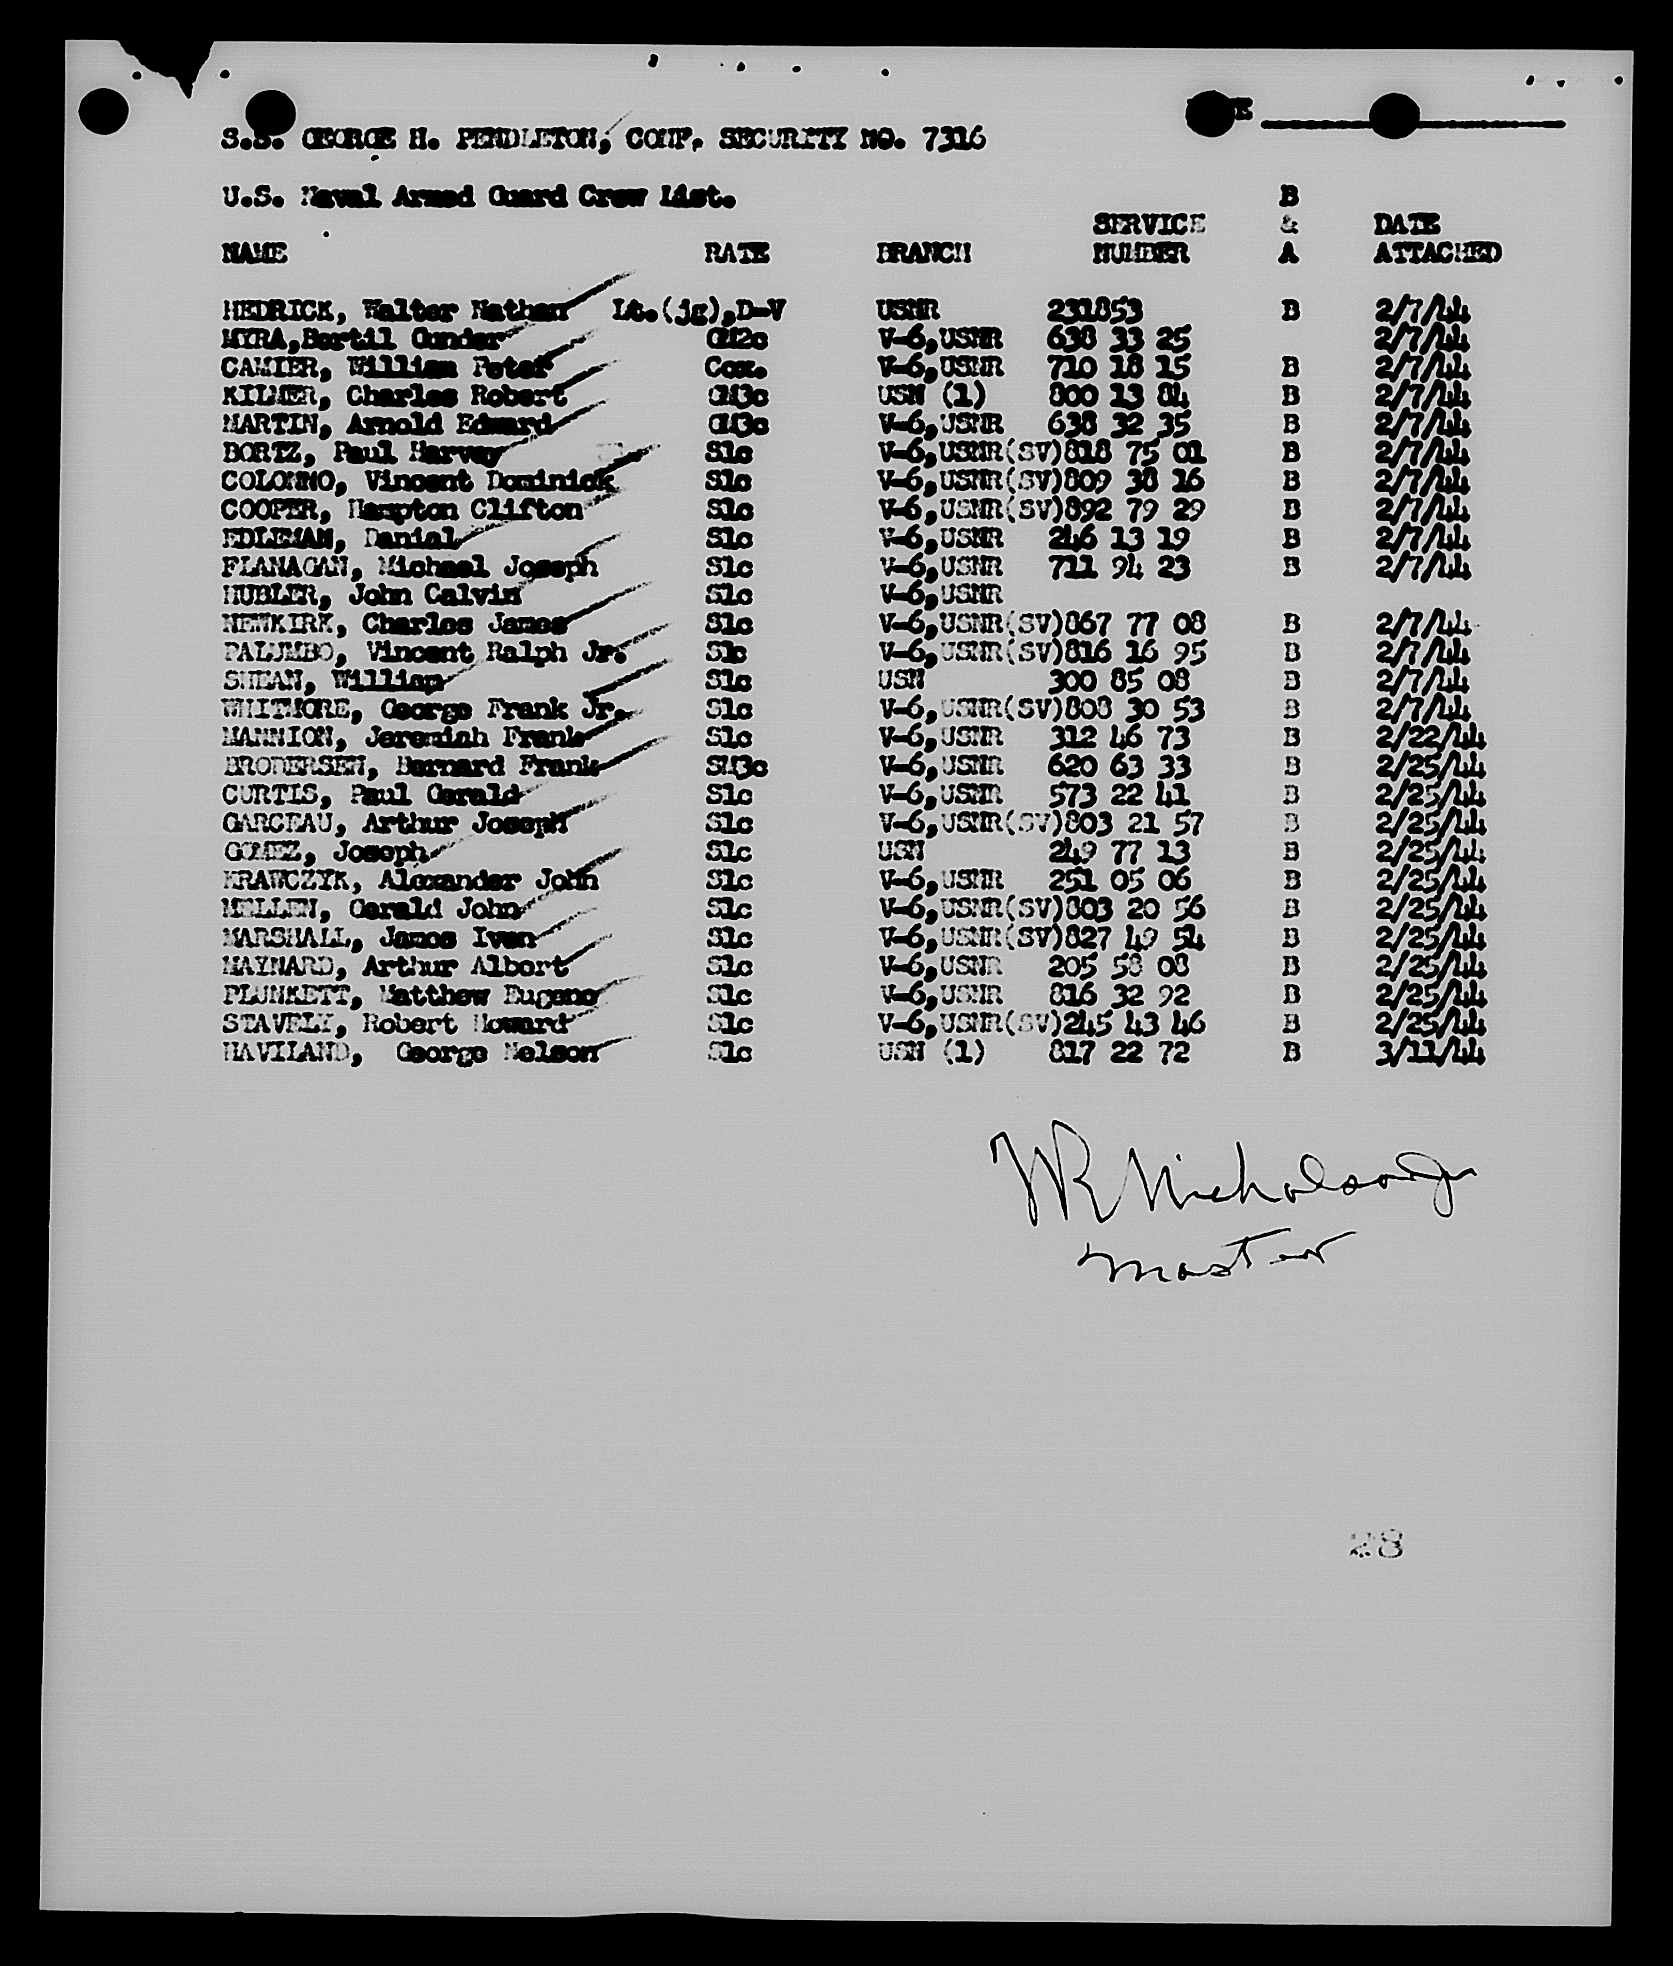 S.S. GEORGE H. PENDLETON, CONF. SECURITY NO. 7316
U.S. Naval Armed Guard Crew List. B
SERVICE & DATE
NAME RATE BRANCH NUMBER A ATTACHED
HEDRICK, Walter Nathan Lt.(jg),D-V USNR 231853 B 2/7/44
MYRA,Bertil Gunder GM2c V-6,USNR 638 33 25 2/7/44
CAMIER, William Peter Cox. V-6,USNR 710 18 15 B 2/7/44
KILMER, Charles Robert GM3c USN (1) 800 13 84 B 2/7/44
MARTIN, Arnold Edward GM3c V-6,USNR 638 32 35 B 2/7/44
BORTZ, Paul Harvey S1c V-6,USNR(SV)818 75 01 B 2/7/44
COLONNO, Vincent Dominick S1c V-6,USNR(SV)809 38 16 B 2/7/44
COOPER, Hampton Clifton S1c V-6,USNR(SV)892 79 29 B 2/7/44
EDLEMAN, Danial S1c V-6,USNR 246 13 19 B 2/7/44
FLANAGAN, Michael Joseph S1c V-6,USNR 711 94 23 B 2/7/44
HUBLER, John Calvin S1c V-6,USNR
NEWKIRK, Charles James S1c V-6,USNR(SV)867 77 08 B 2/7/44
PALUMBO, Vincent Ralph Jr. S1c V-6,USNR(SV)816 16 95 B 2/7/44
SHEAN, William S1c USN 300 85 08 B 2/7/44
WHITMORE, George Frank Jr. S1c V-6,USNR(SV)808 30 53 B 2/7/44
MANNION, Jeremiah Frank S1c V-6,USNR 312 46 73 B 2/22/44
BRODERSEN, Bernard Frank SM3c V-6,USNR 620 63 33 B 2/25/44
CURTIS, Paul Gerald S1c V-6,USNR 573 22 41 B 2/25/44
GARCEAU, Arthur Joseph S1c V-6,USNR(SV)803 21 57 B 2/25/44
GOMEZ, Joseph S1c USN 249 77 13 B 2/25/44
KRAWCZYK, Alexander John S1c V-6,USNR 251 05 06 B 2/25/44
MELLEN, Gerald John S1c V-6,USNR(SV)803 20 56 B 2/25/44
MARSHALL, James Iven S1c V-6,USNR(SV)827 49 54 B 2/25/44
MAYNARD, Arthur Albert S1c V-6,USNR 205 58 08 B 2/25/44
PLUNKETT, Matthew Eugene S1c V-6,USNR 816 32 92 B 2/25/44
STAVELY, Robert Howard S1c V-6,USNR(SV)245 43 46 B 2/25/44
HAVILAND, George Nelson S1c USN (1) 817 22 72 B 3/11/44
WR Nicholson Jr
Master
28